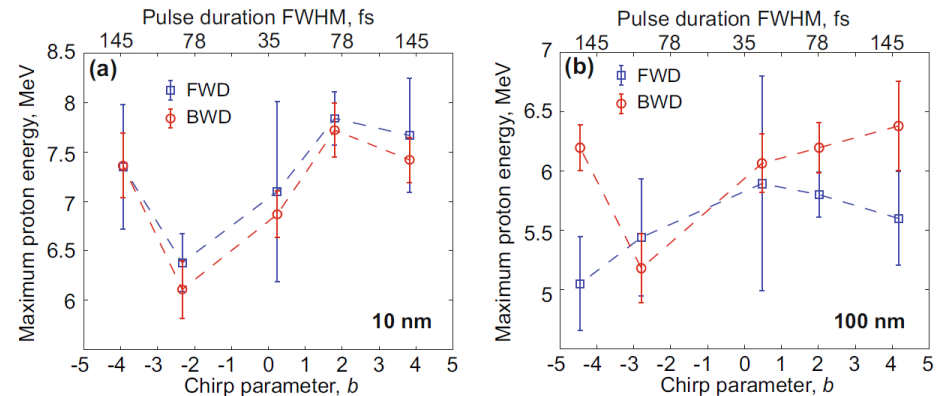 Pulse duration FWHM, fs
145 78 35 78 145
8.5
8
7.5
7
6.5
6
Maximum proton energy, MeV
(a)
FWD
BWD
10 nm
-5 -4 -3 -2 -1 0 1 2 3 4 5
Chirp parameter, b
Pulse duration FWHM, fs
145 78 35 78 145
7
6.5
6
5.5
5
Maximum proton energy, MeV
(b)
FWD
BWD
100 nm
-5 -4 -3 -2 -1 0 1 2 3 4 5
Chirp parameter, b